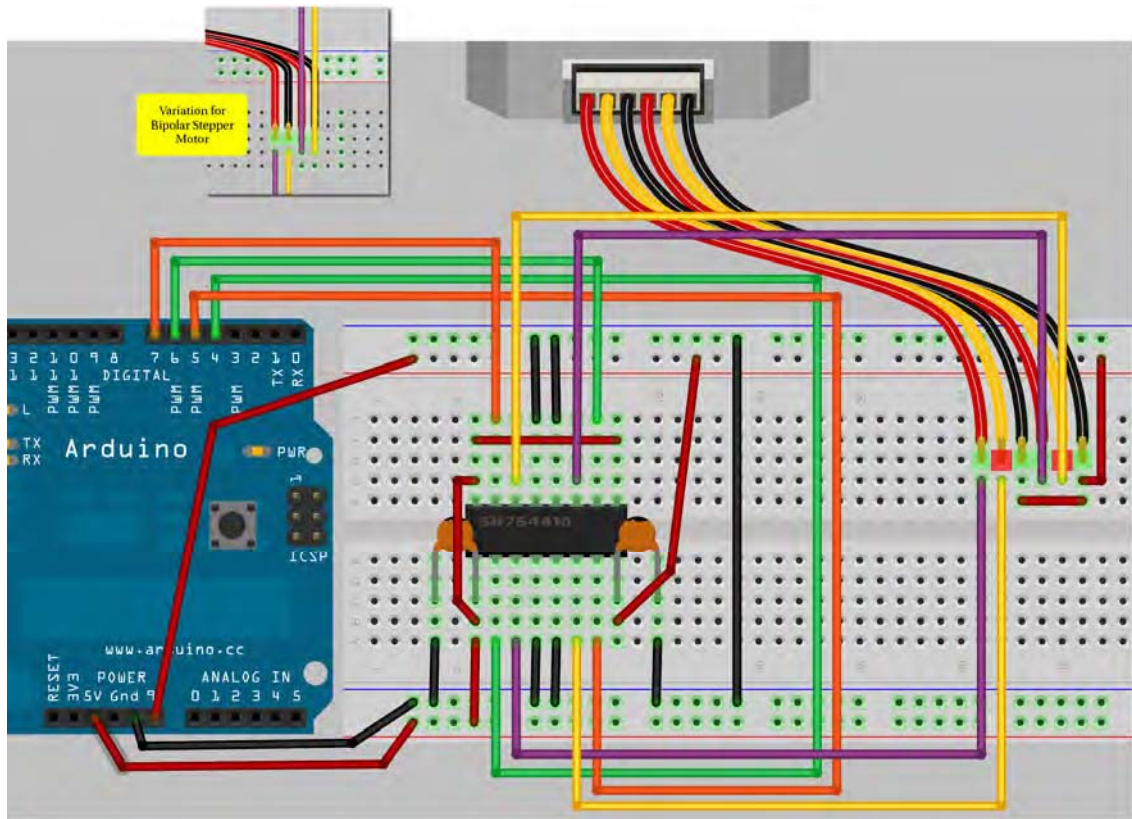 Variation for
Bipolar Stepper
Motor
1 3
1 2
1 1
1 0
9
8
7
6
5
4
3
2
1
0
DIGITAL
PWM
PWM
PWM
PWM
PWM
PWM
TX
RX
L
TX
RX
Arduino
PWR
1
ICSP
SN754410
www.arduino.cc
RESET
3V3
POWER
5V Gnd 9
ANALOG IN
0 1 2 3 4 5